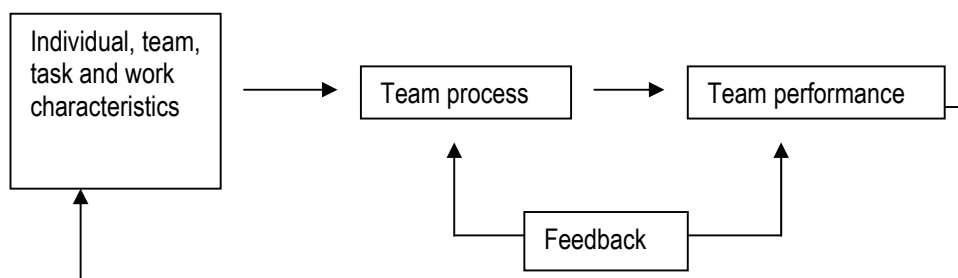 Individual, team,
task and work
characteristics
Team process
Team performance
Feedback